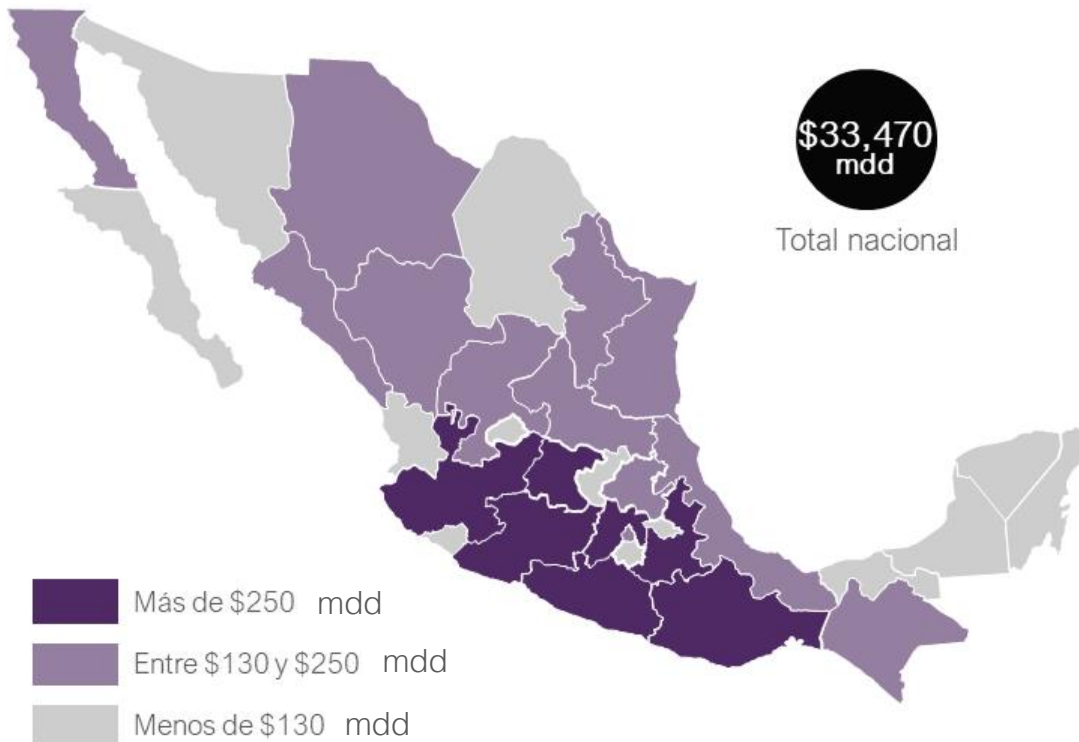 $33,470
mdd
Total nacional
Más de $250 mdd
Entre $130 y $250 mdd
Menos de $130 mdd